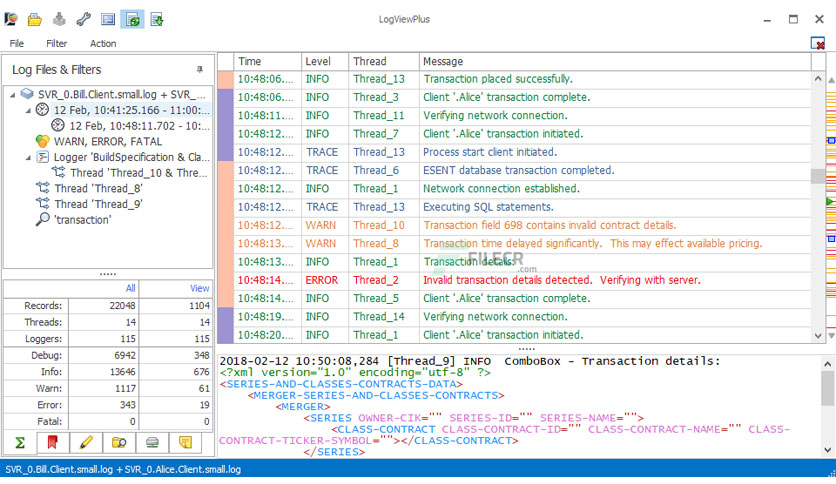 LogViewPlus
File Filter Action
Log Files & Filters
SVR_0.Bill.Client.small.log + SVR_...
12 Feb, 10:41:25.166 - 11:00:...
12 Feb, 10:48:11.702 - 10:...
WARN, ERROR, FATAL
Logger 'BuildSpecification & Cla...
Thread 'Thread_10 & Thre...
Thread 'Thread_8'
Thread 'Thread_9'
'transaction'
All View
Records: 22048 1104
Threads: 14 14
Loggers: 115 115
Debug: 6942 348
Info: 13646 676
Warn: 1117 61
Error: 343 19
Fatal: 0 0
Time Level Thread Message
10:48:06.... INFO Thread_13 Transaction placed successfully.
10:48:06.... INFO Thread_3 Client '.Alice' transaction complete.
10:48:11.... INFO Thread_11 Verifying network connection.
10:48:12.... INFO Thread_7 Client '.Alice' transaction initiated.
10:48:12.... TRACE Thread_13 Process start client initiated.
10:48:12.... TRACE Thread_6 ESENT database transaction completed.
10:48:12.... INFO Thread_1 Network connection established.
10:48:12.... TRACE Thread_13 Executing SQL statements.
10:48:12.... WARN Thread_10 Transaction field 698 contains invalid contract details.
10:48:13.... WARN Thread_8 Transaction time delayed significantly. This may effect available pricing.
10:48:13.... INFO Thread_1 Transaction details:
10:48:14.... ERROR Thread_2 Invalid transaction details detected. Verifying with server.
10:48:14.... INFO Thread_5 Client '.Alice' transaction complete.
10:48:19.... INFO Thread_14 Verifying network connection.
10:48:20.... INFO Thread_1 Client '.Alice' transaction initiated.
FILECR
.com
2018-02-12 10:50:08,284 [Thread_9] INFO ComboBox - Transaction details:
<?xml version="1.0" encoding="utf-8" ?>
<SERIES-AND-CLASSES-CONTRACTS-DATA>
<MERGER-SERIES-AND-CLASSES-CONTRACTS>
<MERGER>
<SERIES OWNER-CIK="" SERIES-ID="" SERIES-NAME="">
<CLASS-CONTRACT CLASS-CONTRACT-ID="" CLASS-CONTRACT-NAME="" CLASS-
CONTRACT-TICKER-SYMBOL=""></CLASS-CONTRACT>
</SERIES>
SVR_0.Bill.Client.small.log + SVR_0.Alice.Client.small.log